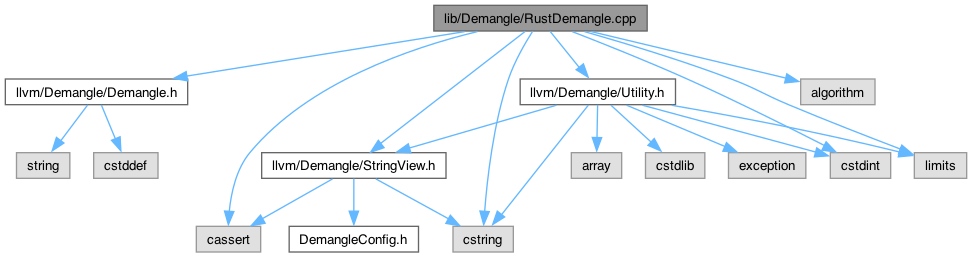 lib/Demangle/RustDemangle.cpp
llvm/Demangle/Demangle.h
llvm/Demangle/Utility.h
algorithm
string
cstddef
llvm/Demangle/StringView.h
array
cstdlib
exception
cstdint
limits
cassert
DemangleConfig.h
cstring